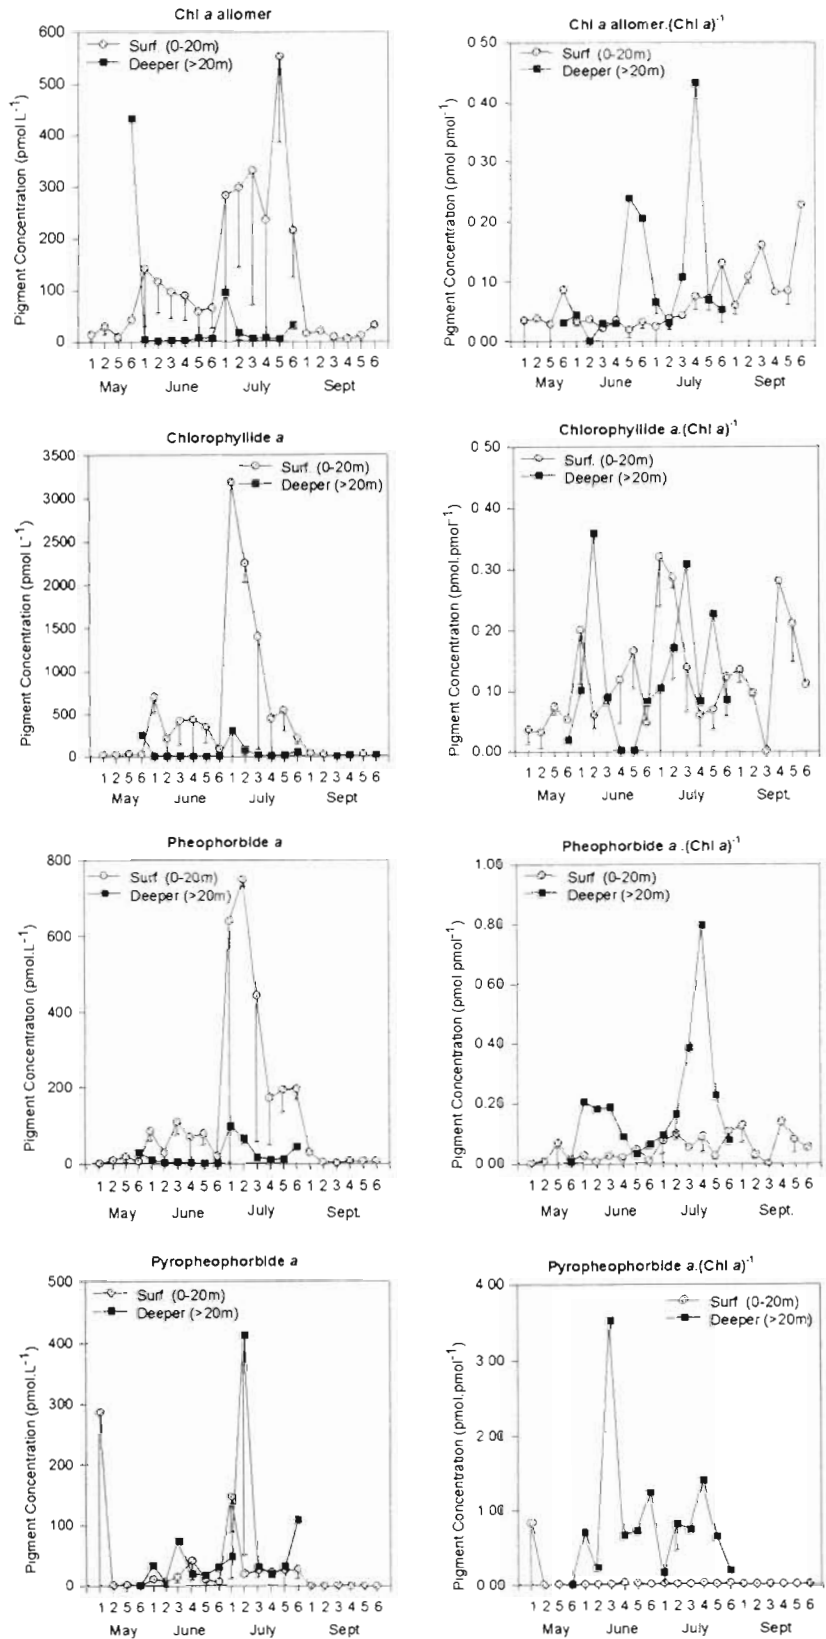 Chl a allomer
Pigment Concentration (pmol L⁻¹)
600
500
400
300
200
100
0
Surf (0-20m)
Deeper (>20m)
1 2 5 6 1 2 3 4 5 6 1 2 3 4 5 6 1 2 3 4 5 6
May June July Sept
Chl a allomer.(Chl a)⁻¹
Pigment Concentration (pmol pmol⁻¹)
0 50
0 40
0 30
0 20
0 10
0 00
Surf (0-20m)
Deeper (>20m)
1 2 5 6 1 2 3 4 5 6 1 2 3 4 5 6 1 2 3 4 5 6
May June July Sept
Chlorophyllide a
Pigment Concentration (pmol L⁻¹)
3500
3000
2500
2000
1500
1000
500
0
Surf. (0-20m)
Deeper (>20m)
1 2 5 6 1 2 3 4 5 6 1 2 3 4 5 6 1 2 3 4 5 6
May June July Sept
Chlorophyllide a.(Chl a)⁻¹
Pigment Concentration (pmol.pmol⁻¹)
0 50
0 40
0.30
0 20
0 10
0.00
Surf. (0-20m)
Deeper (>20m)
1 2 5 6 1 2 3 4 5 6 1 2 3 4 5 6 1 2 3 4 5 6
May June July Sept.
Pheophorbide a
Pigment Concentration (pmol.L⁻¹)
800
600
400
200
0
Surf (0-20m)
Deeper (>20m)
1 2 5 6 1 2 3 4 5 6 1 2 3 4 5 6 1 2 3 4 5 6
May June July Sept
Pheophorbide a .(Chl a)⁻¹
Pigment Concentration (pmol pmol⁻¹)
1.00
0.80
0 60
0 40
0.20
0 00
Surf (0-20m)
Deeper (>20m)
1 2 5 6 1 2 3 4 5 6 1 2 3 4 5 6 1 2 3 4 5 6
May June July Sept.
Pyropheophorbide a
Pigment Concentration (pmol.L⁻¹)
500
400
300
200
100
0
Surf (0-20m)
Deeper (>20m)
1 2 5 6 1 2 3 4 5 6 1 2 3 4 5 6 1 2 3 4 5 6
May June July Sept
Pyropheophorbide a.(Chl a)⁻¹
Pigment Concentration (pmol.pmol⁻¹)
4 00
3 00
2 00
1 00
0 00
Surf (0-20m)
Deeper (>20m)
1 2 5 6 1 2 3 4 5 6 1 2 3 4 5 6 1 2 3 4 5 6
May June July Sept